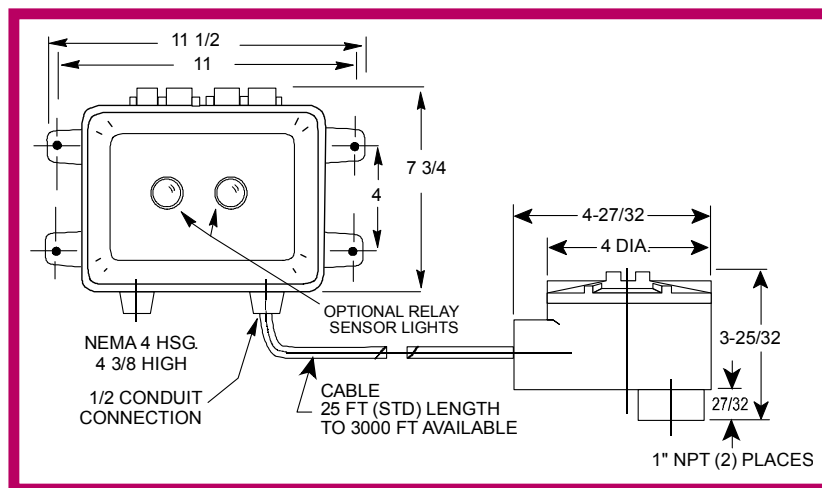 11 1/2
11
7 3/4
4
4-27/32
4 DIA.
OPTIONAL RELAY
SENSOR LIGHTS
3-25/32
NEMA 4 HSG.
4 3/8 HIGH
27/32
1/2 CONDUIT
CONNECTION
CABLE
25 FT (STD) LENGTH
TO 3000 FT AVAILABLE
1" NPT (2) PLACES